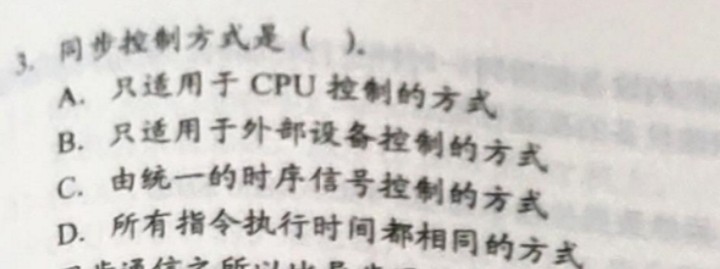 3. 同步控制方式是（ ）。
A. 只适用于 CPU 控制的方式
B. 只适用于外部设备控制的方式
C. 由统一的时序信号控制的方式
D. 所有指令执行时间都相同的方式